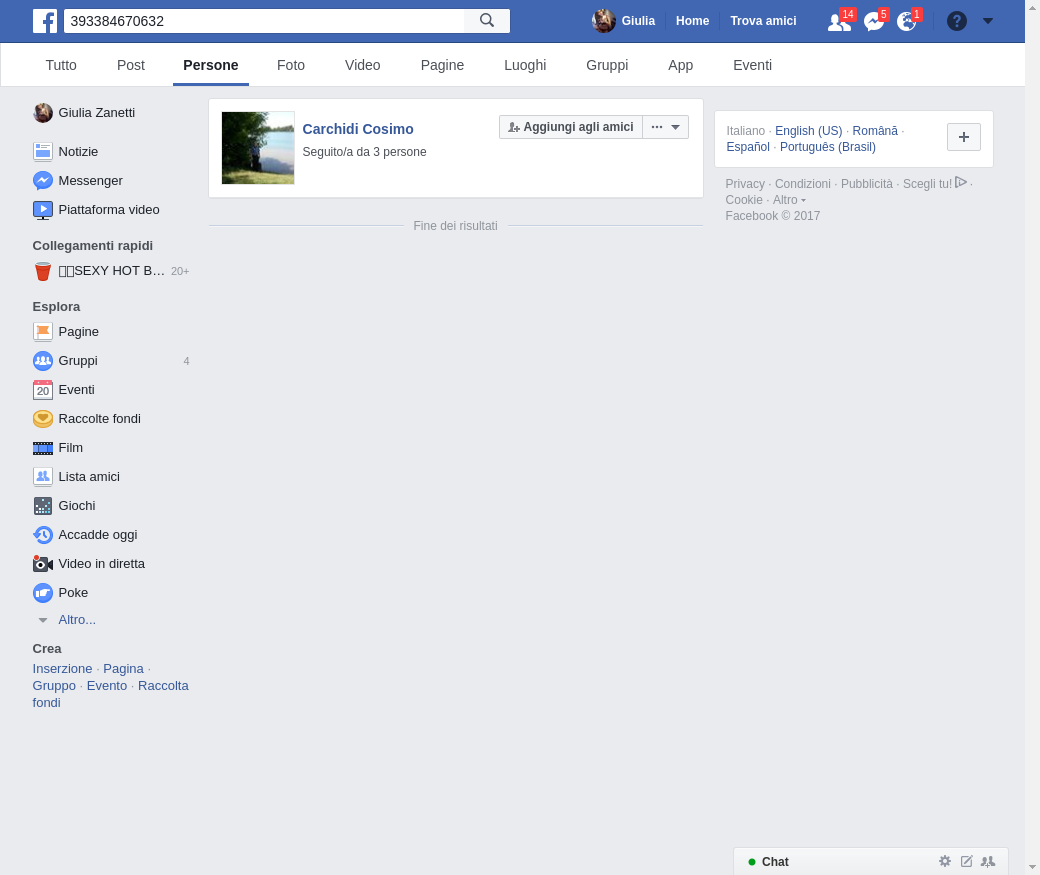 393384670632
Giulia Home Trova amici 14 5 1 ?
Tutto Post Persone Foto Video Pagine Luoghi Gruppi App Eventi
Giulia Zanetti
Notizie
Messenger
Piattaforma video
Collegamenti rapidi
SEXY HOT B… 20+
Esplora
Pagine
Gruppi 4
20 Eventi
Raccolte fondi
Film
Lista amici
Giochi
Accadde oggi
Video in diretta
Poke
Altro...
Crea
Inserzione · Pagina ·
Gruppo · Evento · Raccolta
fondi
Carchidi Cosimo
Seguito/a da 3 persone
Aggiungi agli amici ···
Fine dei risultati
Italiano · English (US) · Română ·
Español · Português (Brasil)
+
Privacy · Condizioni · Pubblicità · Scegli tu! ·
Cookie · Altro
Facebook © 2017
Chat